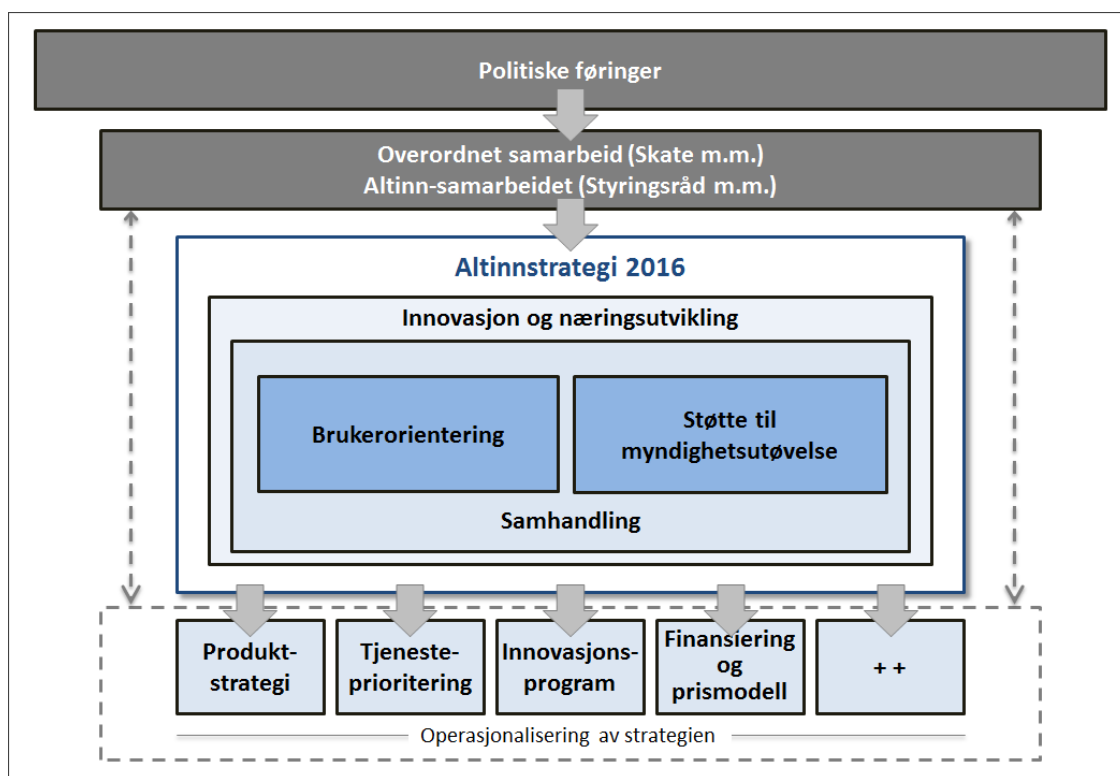 Politiske føringer
Overordnet samarbeid (Skate m.m.)
Altinn-samarbeidet (Styringsråd m.m.)
Altinnstrategi 2016
Innovasjon og næringsutvikling
Brukerorientering
Støtte til
myndighetsutøvelse
Samhandling
Produkt-
strategi
Tjeneste-
prioritering
Innovasjons-
program
Finansiering
og
prismodell
+ +
Operasjonalisering av strategien